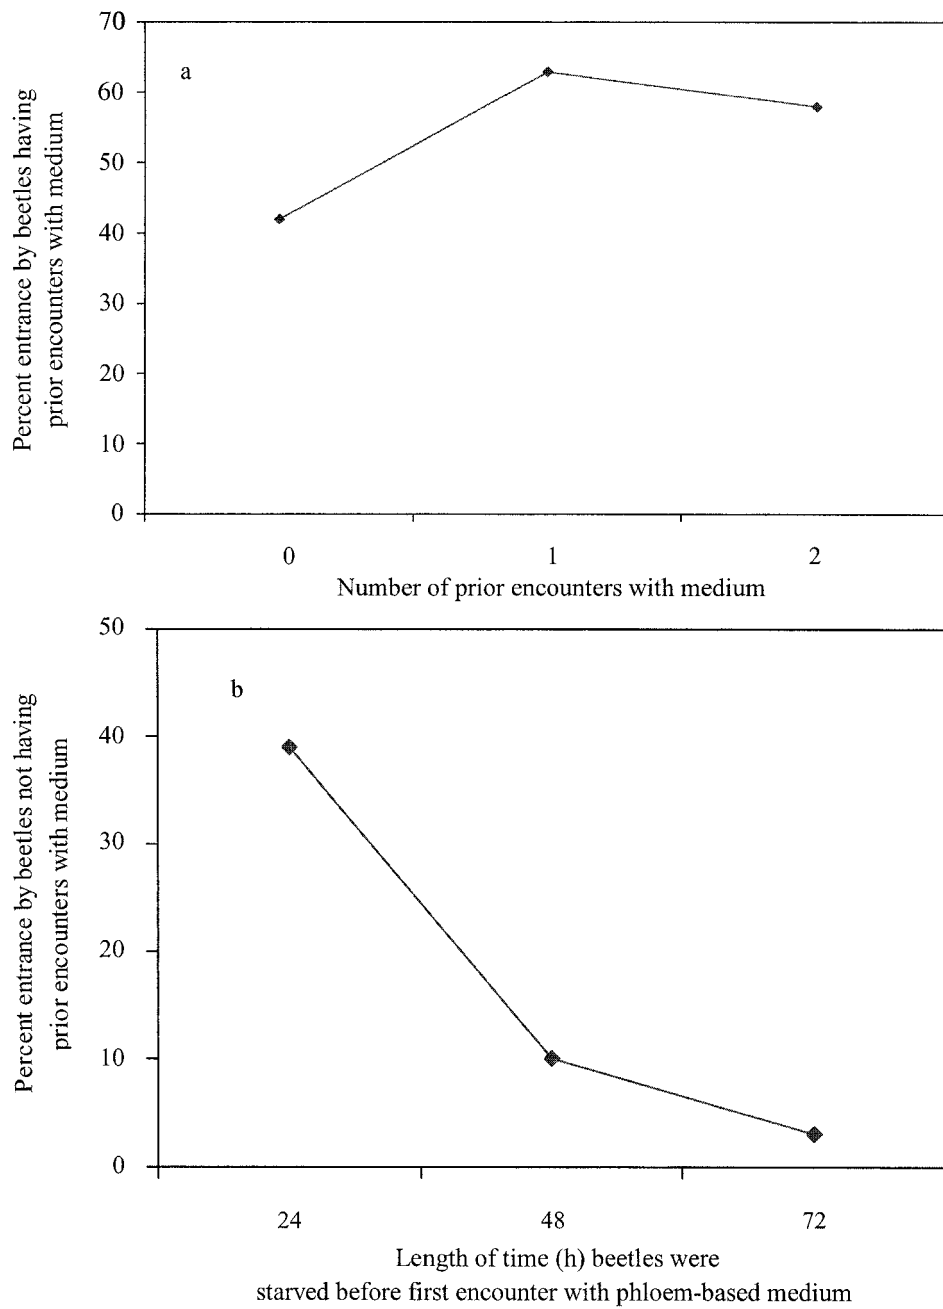 Percent entrance by beetles having
prior encounters with medium
70
60
50
40
30
20
10
0
a
0 1 2
Number of prior encounters with medium
Percent entrance by beetles not having
prior encounters with medium
50
40
30
20
10
0
b
24 48 72
Length of time (h) beetles were
starved before first encounter with phloem-based medium